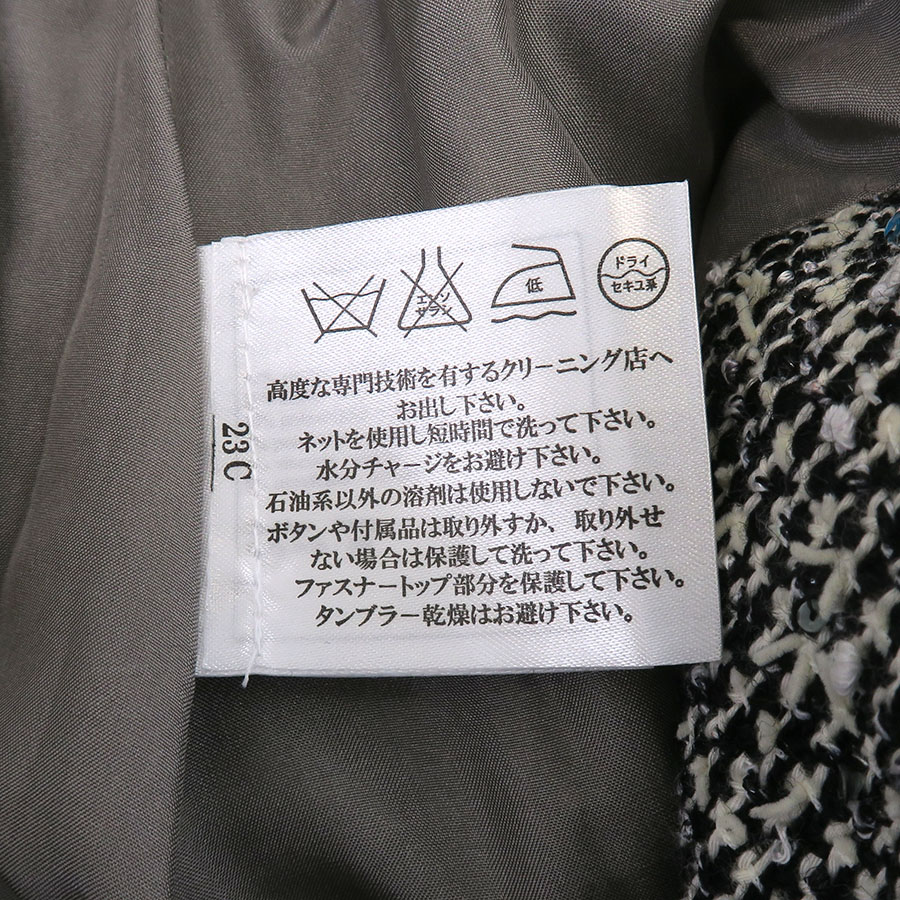 エンソ
サラシ
低
ドライ
セキユ系
高度な専門技術を有するクリーニング店へ
お出し下さい。
ネットを使用し短時間で洗って下さい。
水分チャージをお避け下さい。
石油系以外の溶剤は使用しないで下さい。
ボタンや付属品は取り外すか、取り外せ
ない場合は保護して洗って下さい。
ファスナートップ部分を保護して下さい。
タンブラー乾燥はお避け下さい。
23C